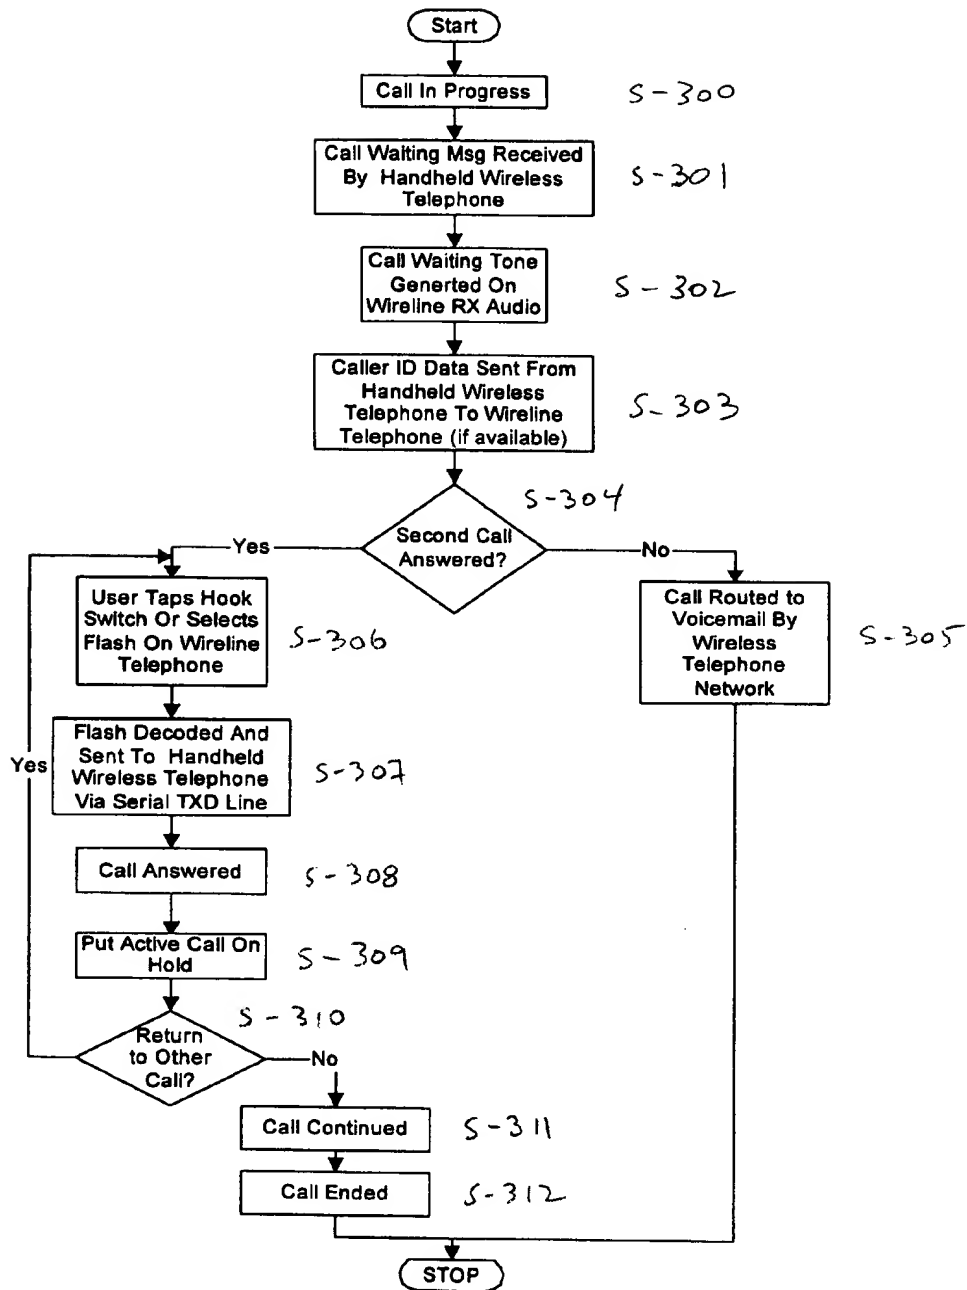 Start
Call In Progress
S-300
Call Waiting Msg Received
By Handheld Wireless
Telephone
S-301
Call Waiting Tone
Generted On
Wireline RX Audio
S-302
Caller ID Data Sent From
Handheld Wireless
Telephone To Wireline
Telephone (if available)
S-303
S-304
Second Call
Answered?
Yes
No
User Taps Hook
Switch Or Selects
Flash On Wireline
Telephone
S-306
Call Routed to
Voicemail By
Wireless
Telephone
Network
S-305
Flash Decoded And
Sent To Handheld
Wireless Telephone
Via Serial TXD Line
S-307
Yes
Call Answered
S-308
Put Active Call On
Hold
S-309
S-310
Return
to Other
Call?
No
Call Continued
S-311
Call Ended
S-312
STOP